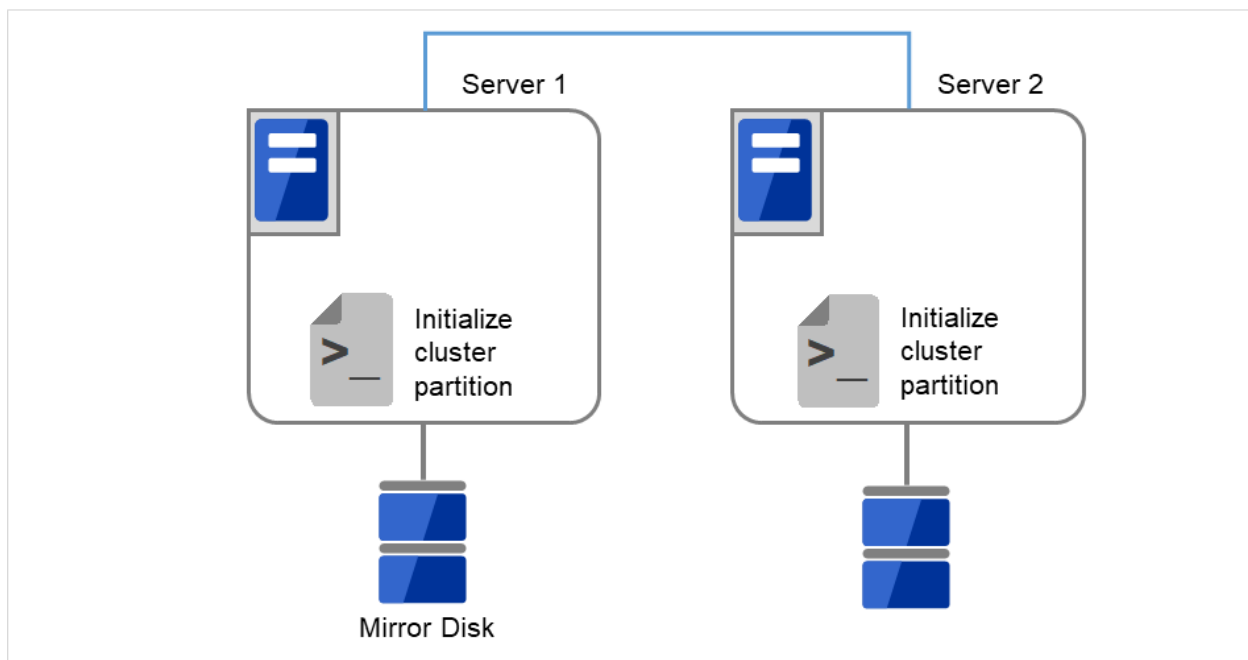 Server 1
Server 2
Initialize
cluster
partition
>_
Initialize
cluster
partition
>_
Mirror Disk